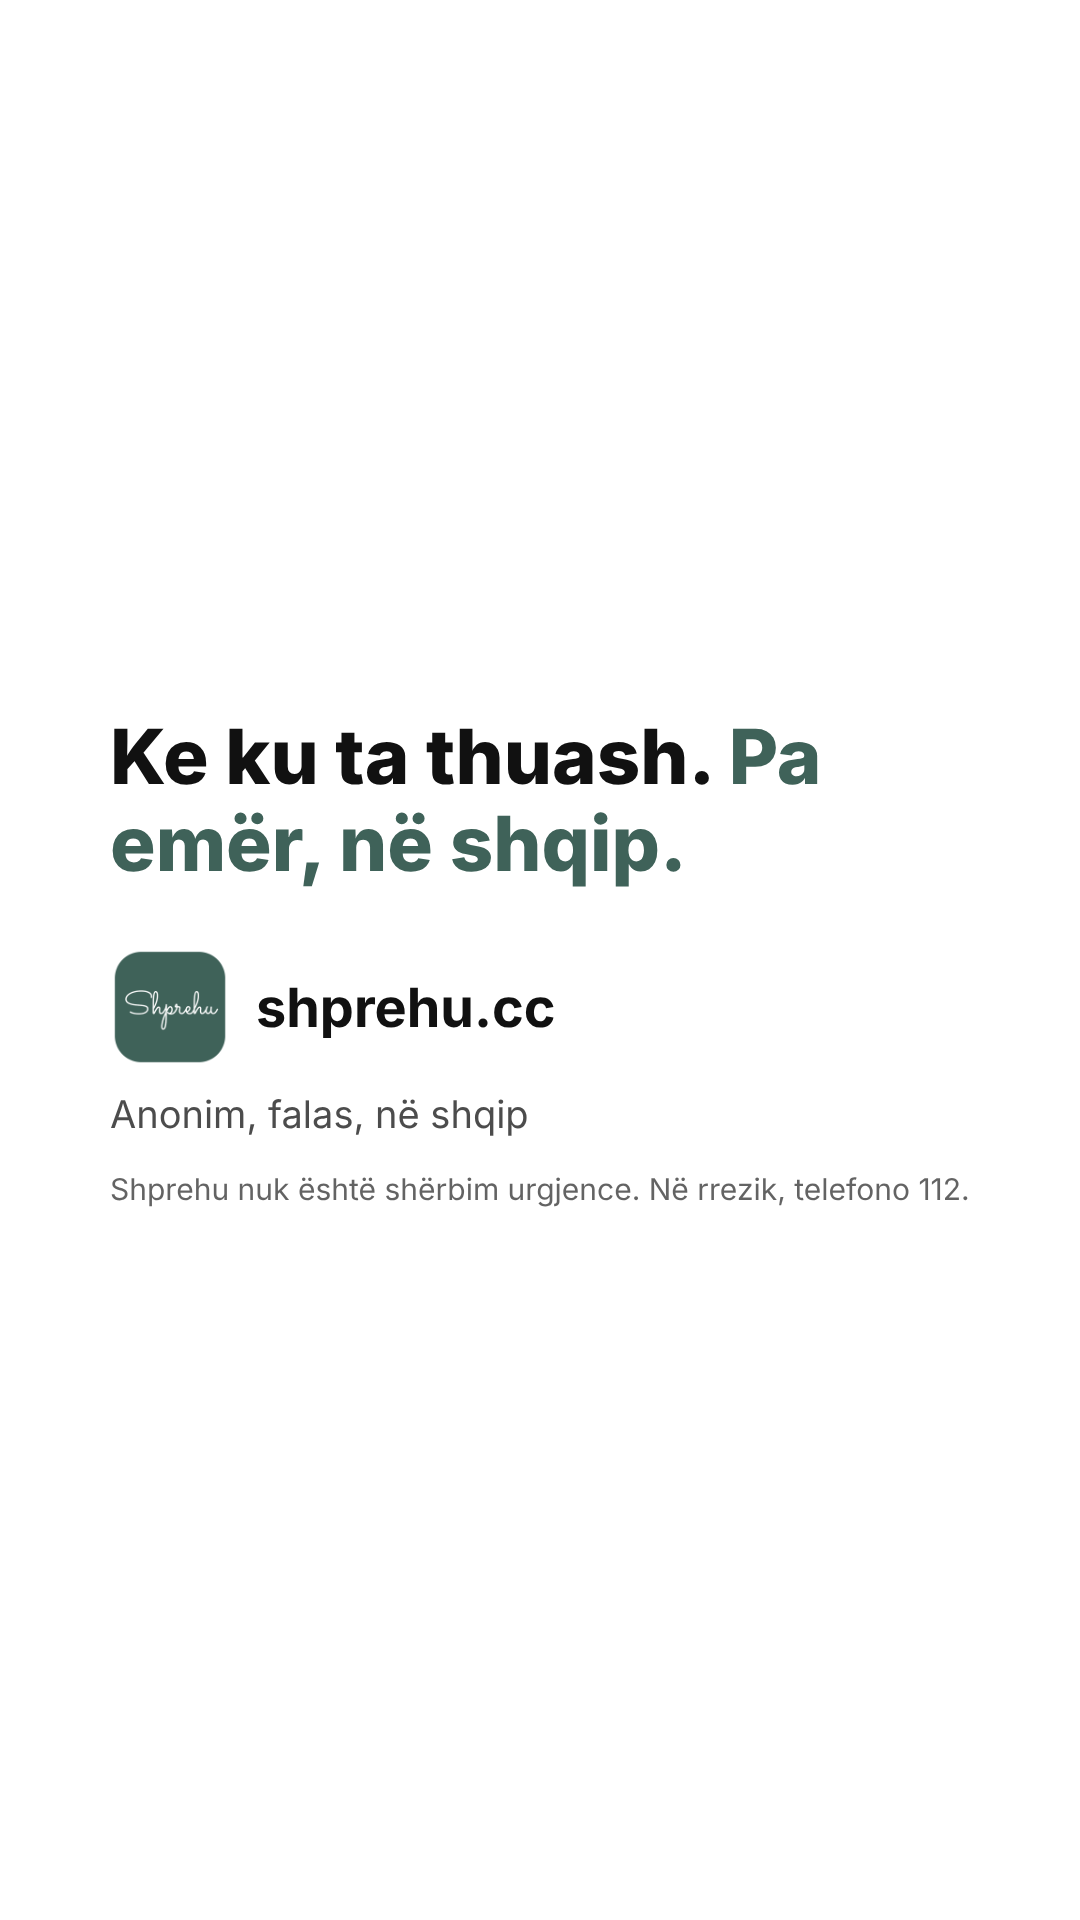 Ke ku ta thuash. Pa
emër, në shqip.
Shprehu
shprehu.cc
Anonim, falas, në shqip
Shprehu nuk është shërbim urgjence. Në rrezik, telefono 112.